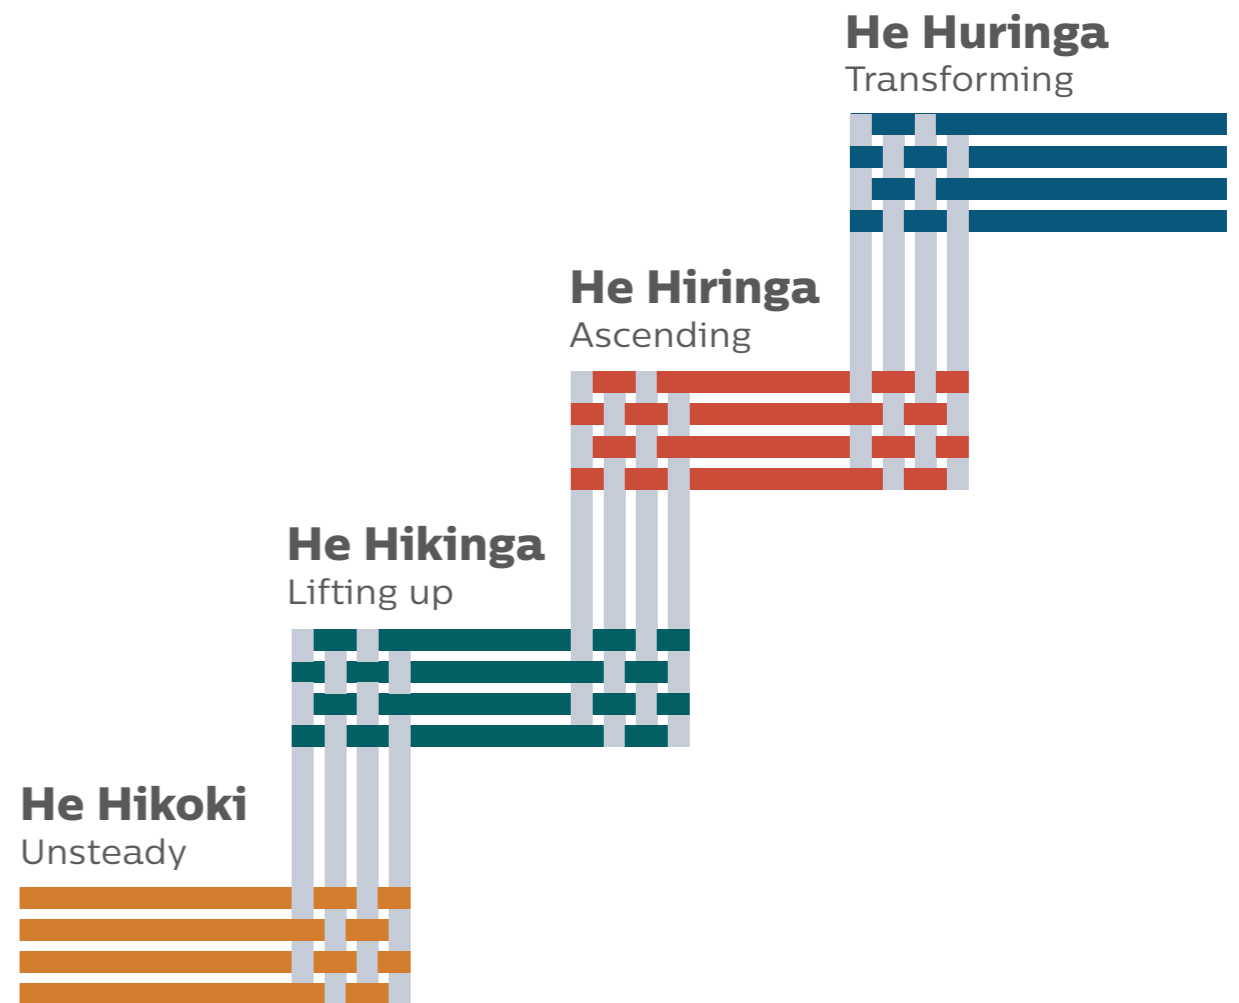 He Huringa
Transforming
He Hiringa
Ascending
He Hikinga
Lifting up
He Hikoki
Unsteady